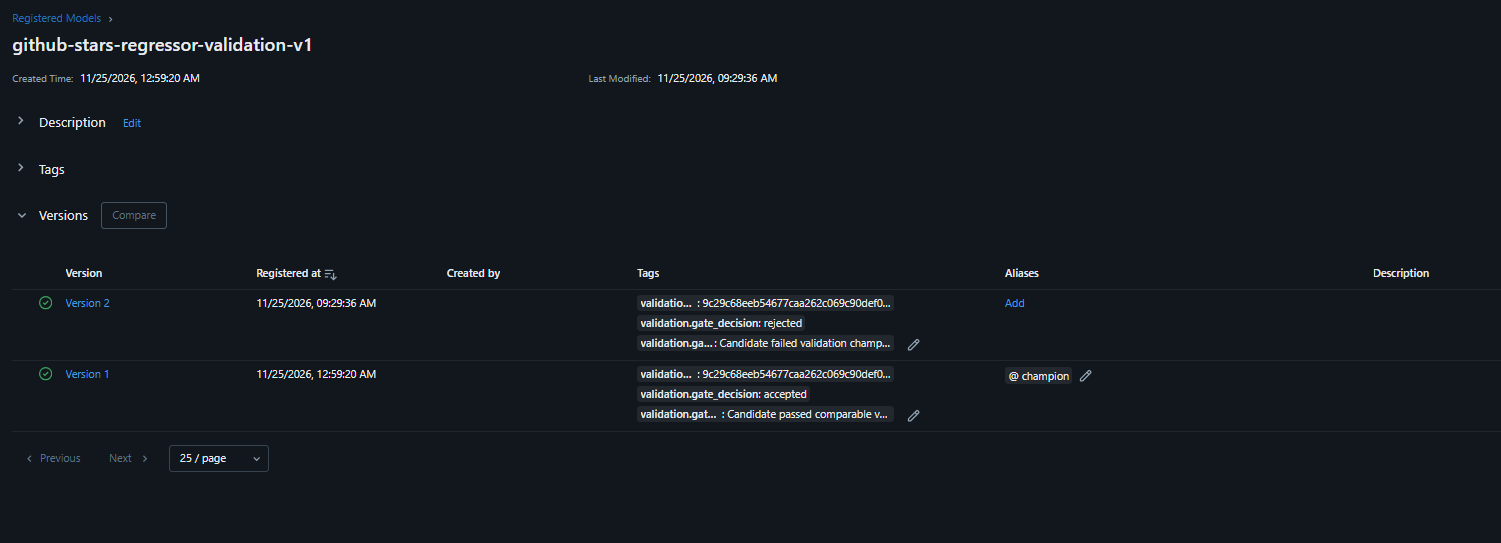 Registered Models ›
github-stars-regressor-validation-v1
Created Time: 11/25/2026, 12:59:20 AM Last Modified: 11/25/2026, 09:29:36 AM
Description Edit
Tags
Versions Compare
Version Registered at Created by Tags Aliases Description
Version 2 11/25/2026, 09:29:36 AM validatio... : 9c29c68eeb54677caa262c069c90def0... Add
validation.gate_decision: rejected
validation.ga...: Candidate failed validation champ...
Version 1 11/25/2026, 12:59:20 AM validatio... : 9c29c68eeb54677caa262c069c90def0... @ champion
validation.gate_decision: accepted
validation.gat... : Candidate passed comparable v...
‹ Previous Next › 25 / page